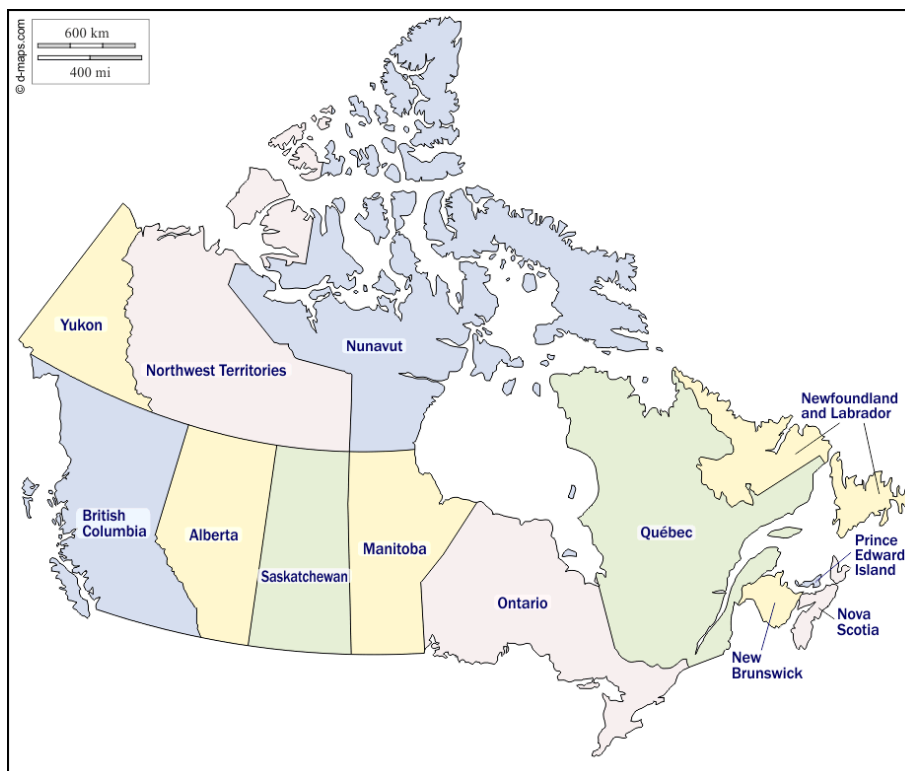 600 km
400 mi
© d-maps.com
Yukon
Northwest Territories
Nunavut
Newfoundland
and Labrador
British
Columbia
Alberta
Saskatchewan
Manitoba
Ontario
Québec
Prince
Edward
Island
Nova
Scotia
New
Brunswick